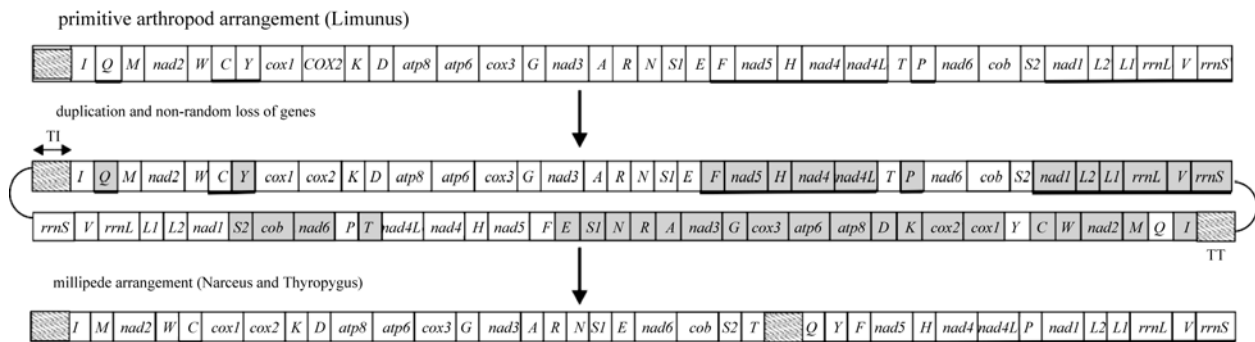 primitive arthropod arrangement (Limunus)
I Q M nad2 W C Y cox1 COX2 K D atp8 atp6 cox3 G nad3 A R N S1 E F nad5 H nad4 nad4L T P nad6 cob S2 nad1 L2 L1 rrnL V rrnS
duplication and non-random loss of genes
TI
I Q M nad2 W C Y cox1 cox2 K D atp8 atp6 cox3 G nad3 A R N S1 E F nad5 H nad4 nad4L T P nad6 cob S2 nad1 L2 L1 rrnL V rrnS
rrnS V rrnL L1 L2 nad1 S2 cob nad6 P T nad4L nad4 H nad5 F E S1 N R A nad3 G cox3 atp6 atp8 D K cox2 cox1 Y C W nad2 M Q I
TT
millipede arrangement (Narceus and Thyropygus)
I M nad2 W C cox1 cox2 K D atp8 atp6 cox3 G nad3 A R N S1 E nad6 cob S2 T Q Y F nad5 H nad4 nad4L P nad1 L2 L1 rrnL V rrnS